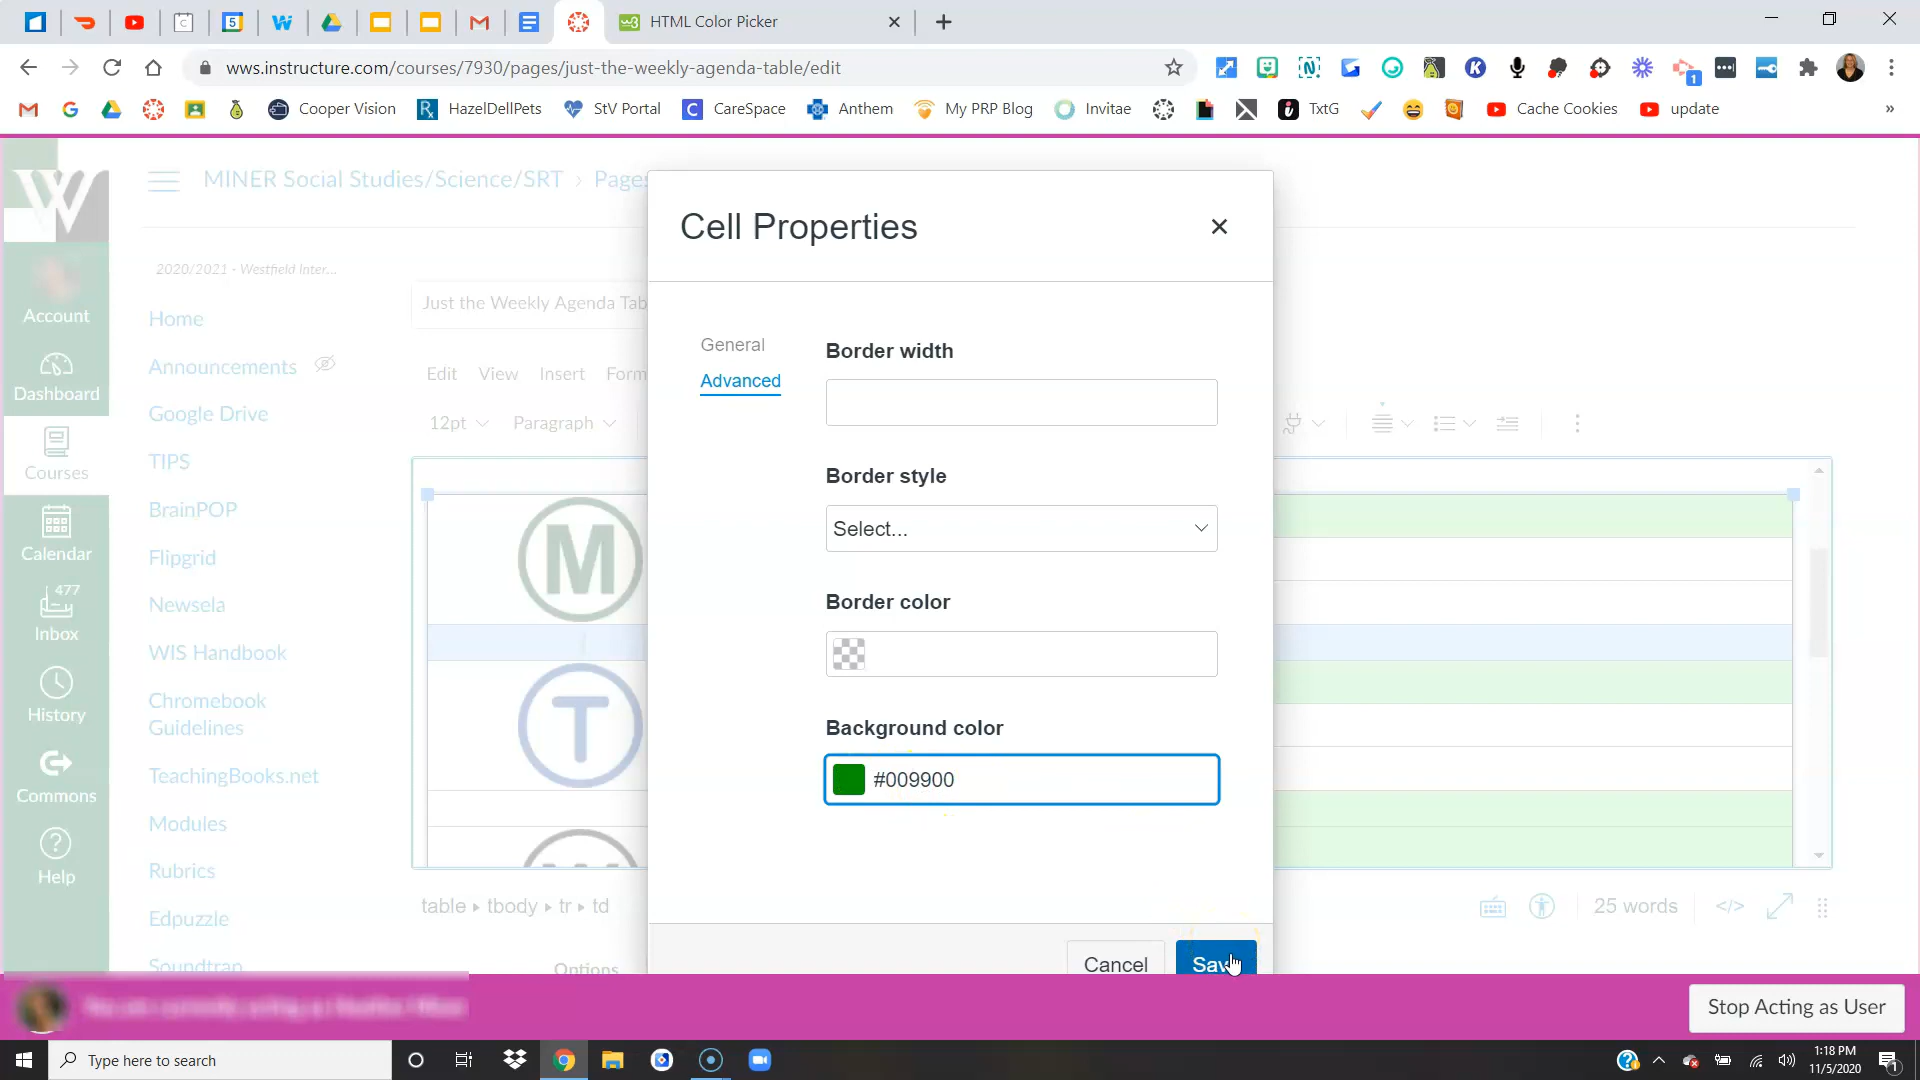 HTML Color Picker
wws.instructure.com/courses/7930/pages/just-the-weekly-agenda-table/edit
Cooper Vision
HazelDellPets
StV Portal
CareSpace
Anthem
My PRP Blog
Invitae
TxtG
Cache Cookies
update
»
MINER Social Studies/Science/SRT › Pages
Account
Dashboard
Courses
Calendar
477
Inbox
History
Commons
Help
2020/2021 - Westfield Inter...
Home
Announcements
Google Drive
TIPS
BrainPOP
Flipgrid
Newsela
WIS Handbook
Chromebook
Guidelines
TeachingBooks.net
Modules
Rubrics
Edpuzzle
Soundtrap
Just the Weekly Agenda Tab
Edit View Insert Form
12pt Paragraph
M
T
table ▸ tbody ▸ tr ▸ td
25 words
</>
Options
Cell Properties
General
Advanced
Border width
Border style
Select...
Border color
Background color
#009900
Cancel
Sav
Stop Acting as User
Type here to search
1:18 PM
11/5/2020